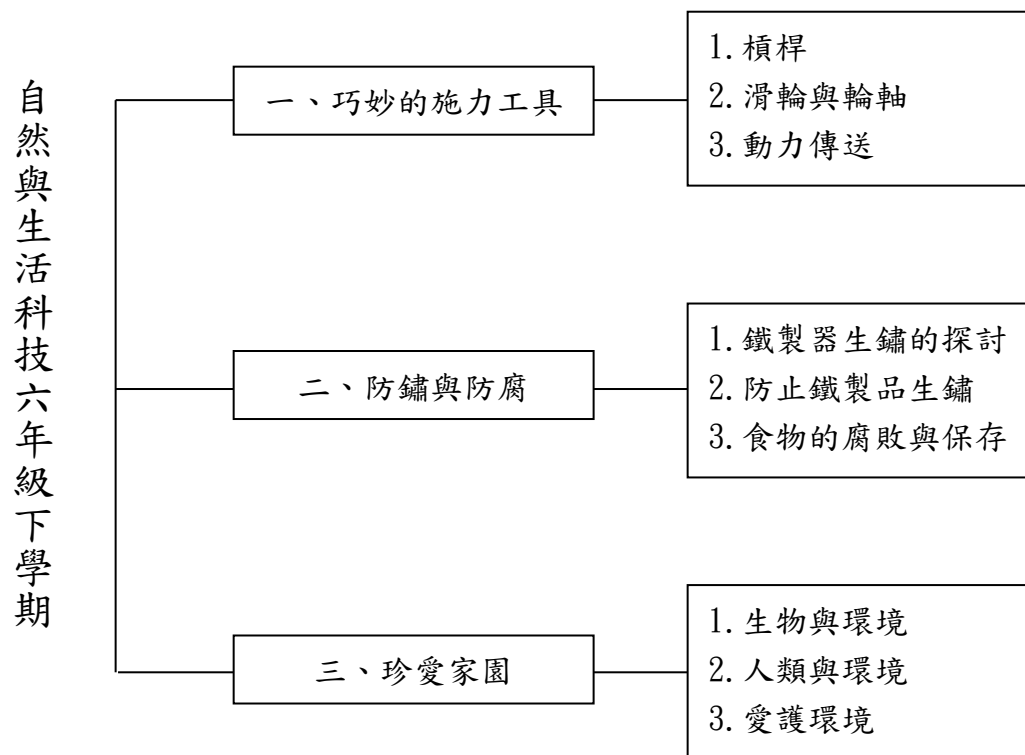 自然與生活科技六年級下學期
一、巧妙的施力工具
1.槓桿
2.滑輪與輪軸
3.動力傳送
二、防鏽與防腐
1.鐵製器生鏽的探討
2.防止鐵製品生鏽
3.食物的腐敗與保存
三、珍愛家園
1.生物與環境
2.人類與環境
3.愛護環境